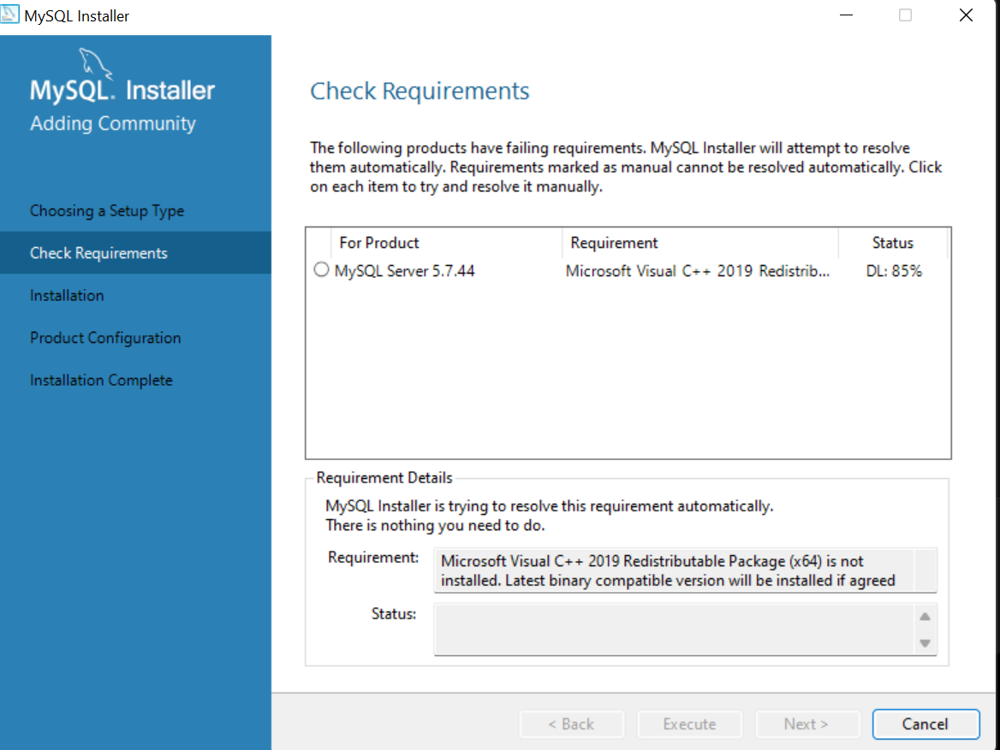 MySQL Installer
MySQL. Installer
Adding Community
Choosing a Setup Type
Check Requirements
Installation
Product Configuration
Installation Complete
Check Requirements
The following products have failing requirements. MySQL Installer will attempt to resolve
them automatically. Requirements marked as manual cannot be resolved automatically. Click
on each item to try and resolve it manually.
For Product Requirement Status
MySQL Server 5.7.44 Microsoft Visual C++ 2019 Redistrib... DL: 85%
Requirement Details
MySQL Installer is trying to resolve this requirement automatically.
There is nothing you need to do.
Requirement: Microsoft Visual C++ 2019 Redistributable Package (x64) is not
installed. Latest binary compatible version will be installed if agreed
Status:
< Back Execute Next > Cancel